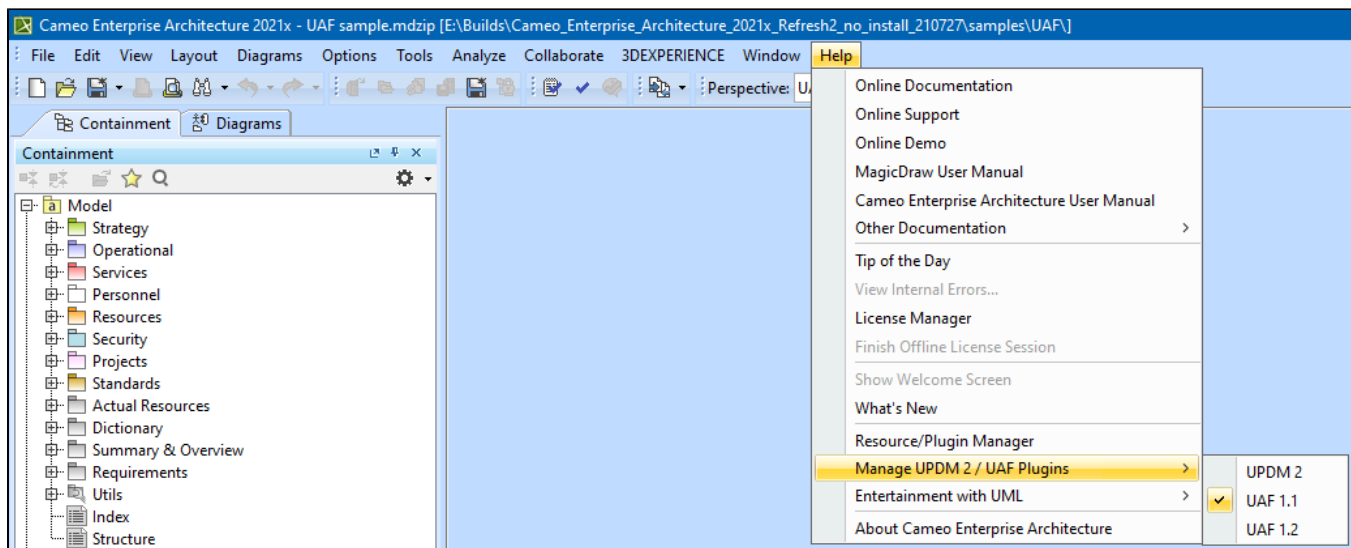 Cameo Enterprise Architecture 2021x - UAF sample.mdzip [E:\Builds\Cameo_Enterprise_Architecture_2021x_Refresh2_no_install_210727\samples\UAF\]
File Edit View Layout Diagrams Options Tools Analyze Collaborate 3DEXPERIENCE Window Help
Perspective:
Containment Diagrams
Containment
a Model
Strategy
Operational
Services
Personnel
Resources
Security
Projects
Standards
Actual Resources
Dictionary
Summary & Overview
Requirements
Utils
Index
Structure
Online Documentation
Online Support
Online Demo
MagicDraw User Manual
Cameo Enterprise Architecture User Manual
Other Documentation
Tip of the Day
View Internal Errors...
License Manager
Finish Offline License Session
Show Welcome Screen
What's New
Resource/Plugin Manager
Manage UPDM 2 / UAF Plugins
Entertainment with UML
About Cameo Enterprise Architecture
UPDM 2
UAF 1.1
UAF 1.2